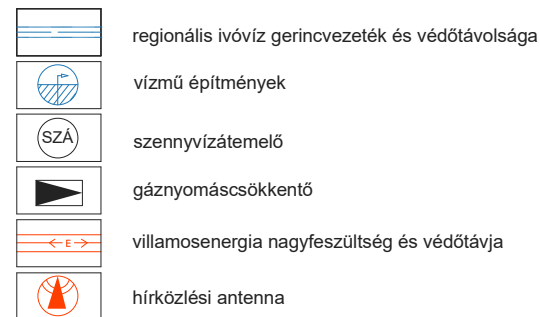 regionális ivóvíz gerincvezeték és védőtávolsága
vízmű építmények
SZÁ szennyvízátemelő
gáznyomáscsökkentő
E villamosenergia nagyfeszültség és védőtávja
hírközlési antenna